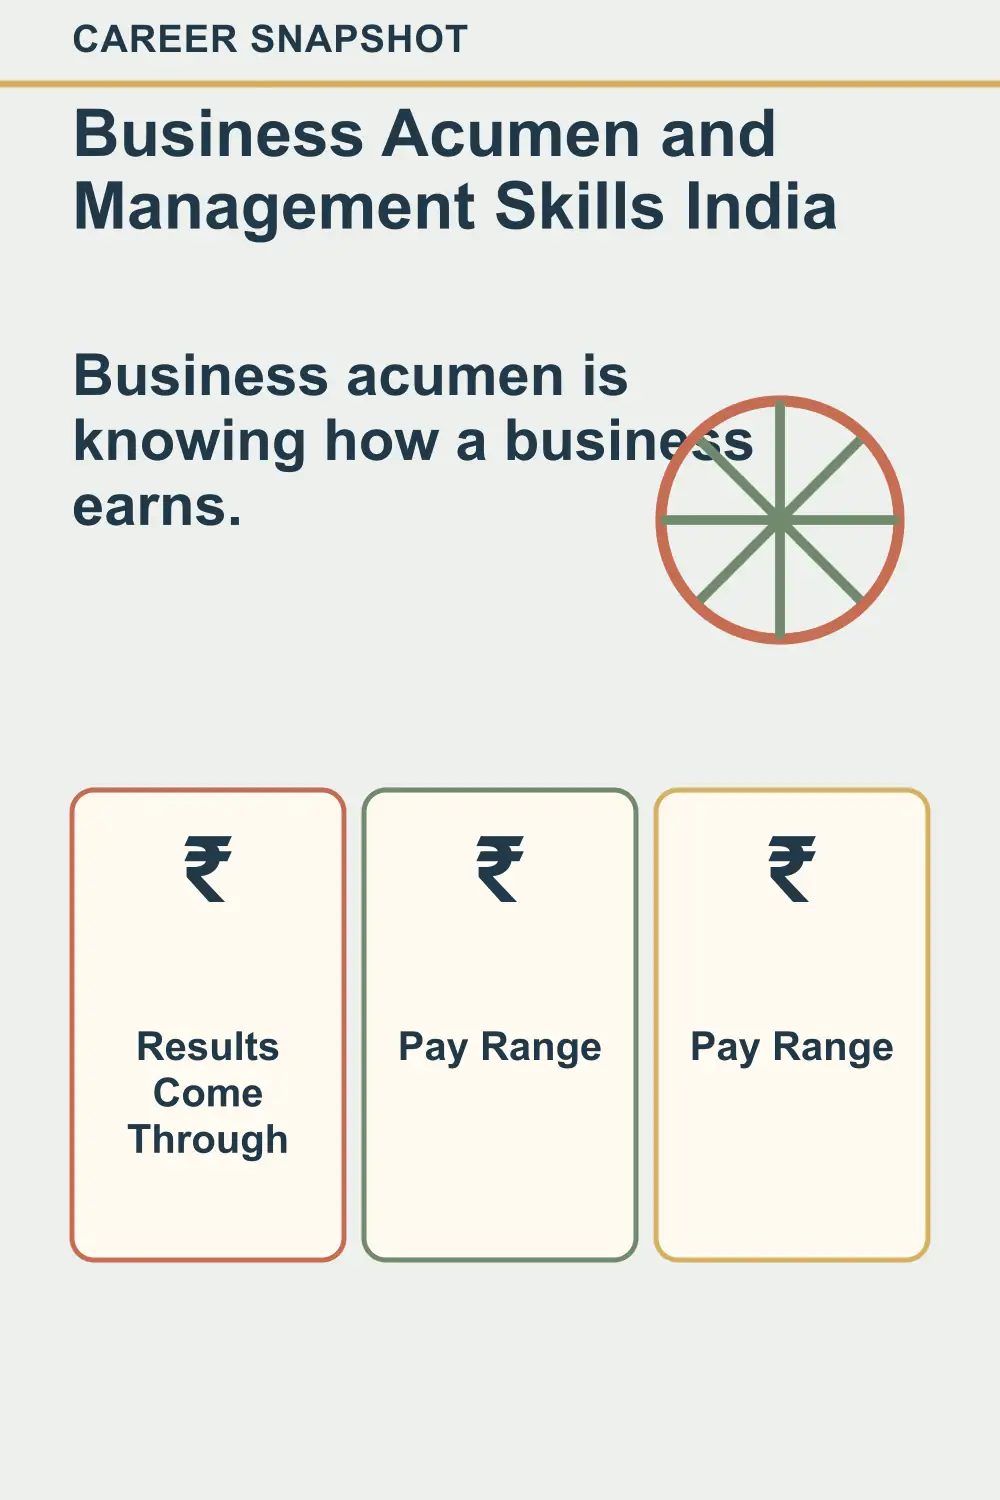 CAREER SNAPSHOT
Business Acumen and
Management Skills India
Business acumen is
knowing how a business
earns.
₹ ₹ ₹
Results
Come
Through
Pay Range
Pay Range